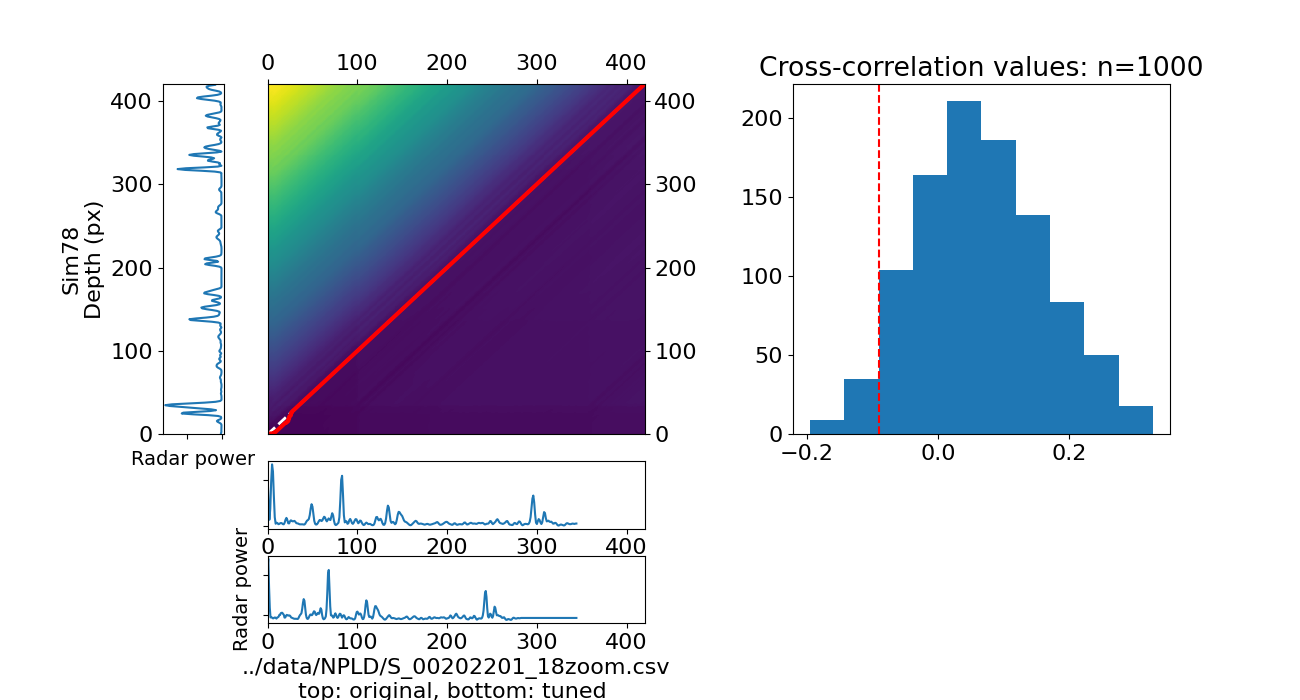 0 100 200 300 400
Cross-correlation values: n=1000
400
300
200
100
0
Sim78
Depth (px)
Radar power
400
300
200
100
0
200
150
100
50
0
−0.2 0.0 0.2
0 100 200 300 400
Radar power
0 100 200 300 400
../data/NPLD/S_00202201_18zoom.csv
top: original, bottom: tuned